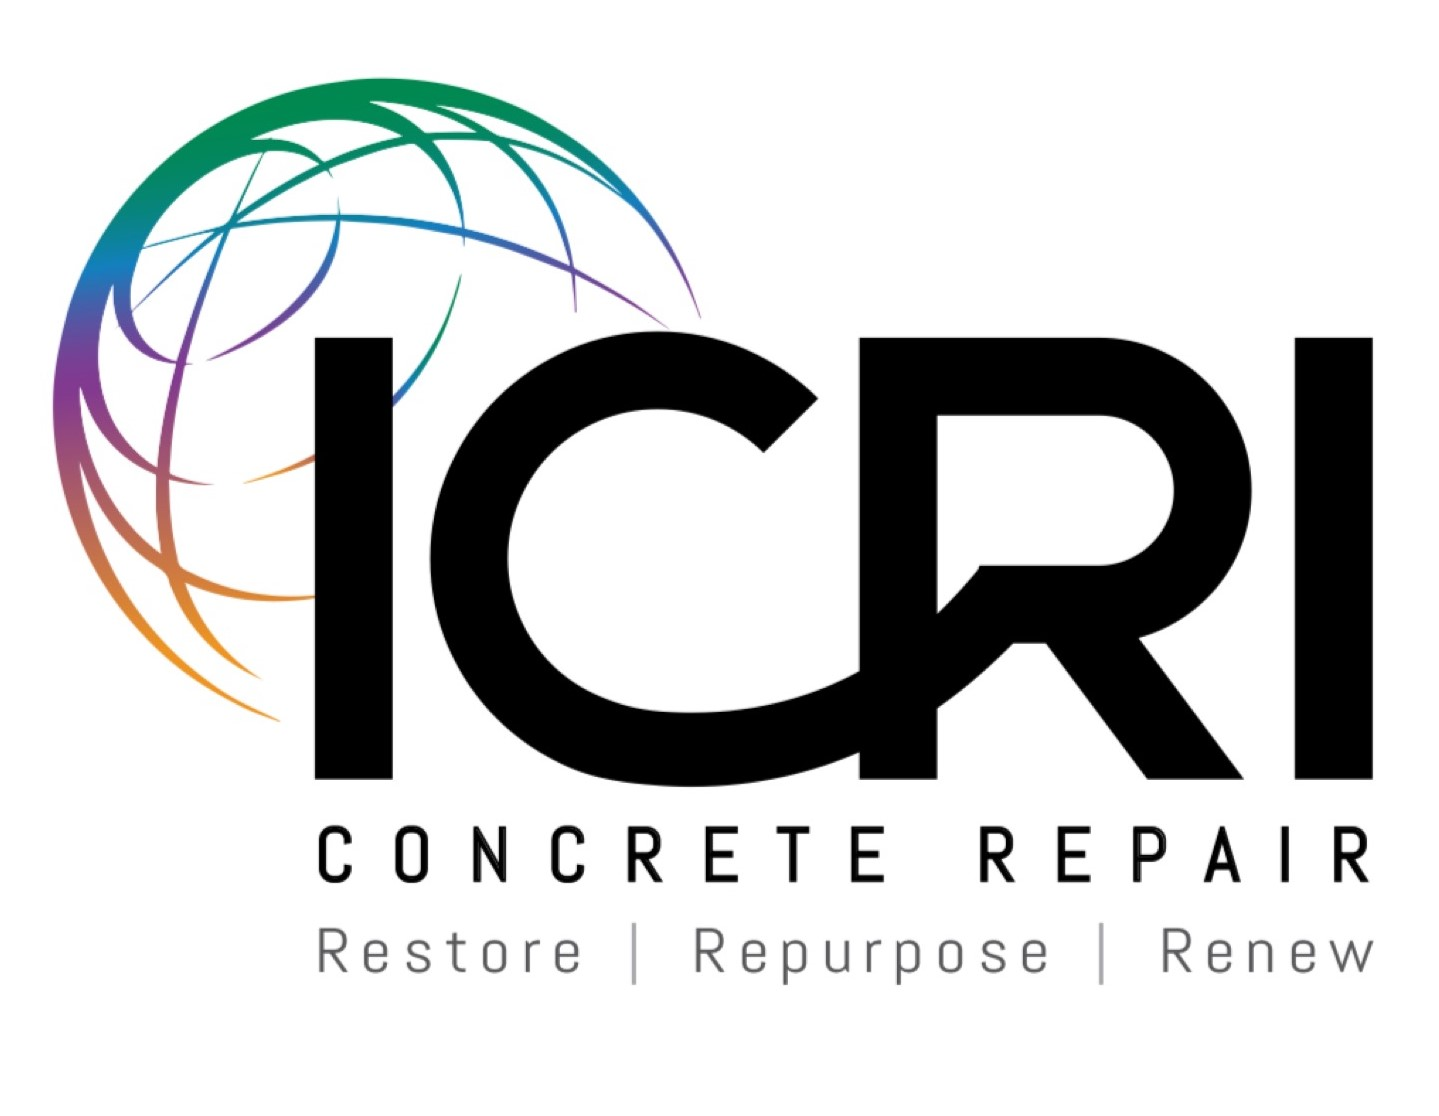 ICRI
CONCRETE REPAIR
Restore | Repurpose | Renew